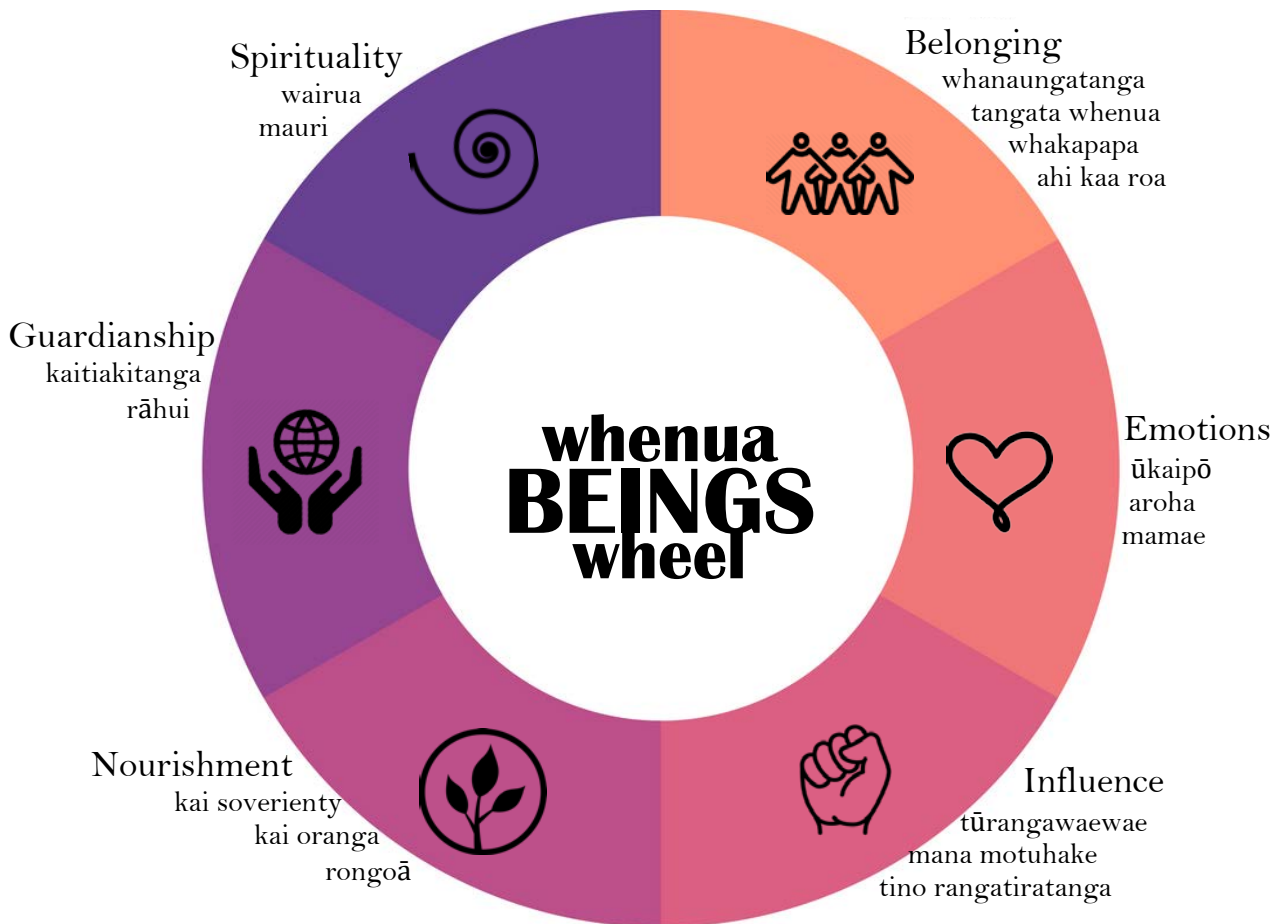 Spirituality
wairua
mauri
Belonging
whanaungatanga
tangata whenua
whakapapa
ahi kaa roa
Guardianship
kaitiakitanga
rāhui
whenua
BEINGS
wheel
Emotions
ūkaipō
aroha
mamae
Nourishment
kai soverienty
kai oranga
rongoā
Influence
tūrangawaewae
mana motuhake
tino rangatiratanga